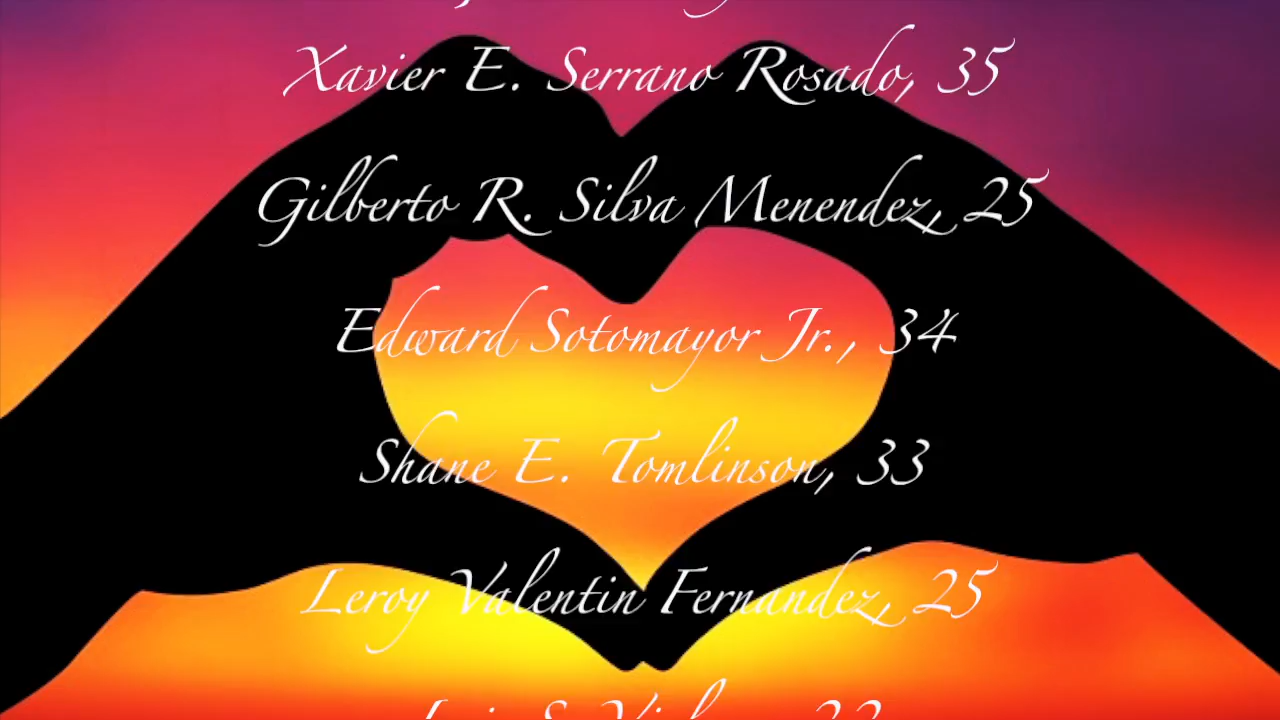 Xavier E. Serrano Rosado, 35
Gilberto R. Silva Menendez, 25
Edward Sotomayor Jr., 34
Shane E. Tomlinson, 33
Leroy Valentin Fernandez, 25